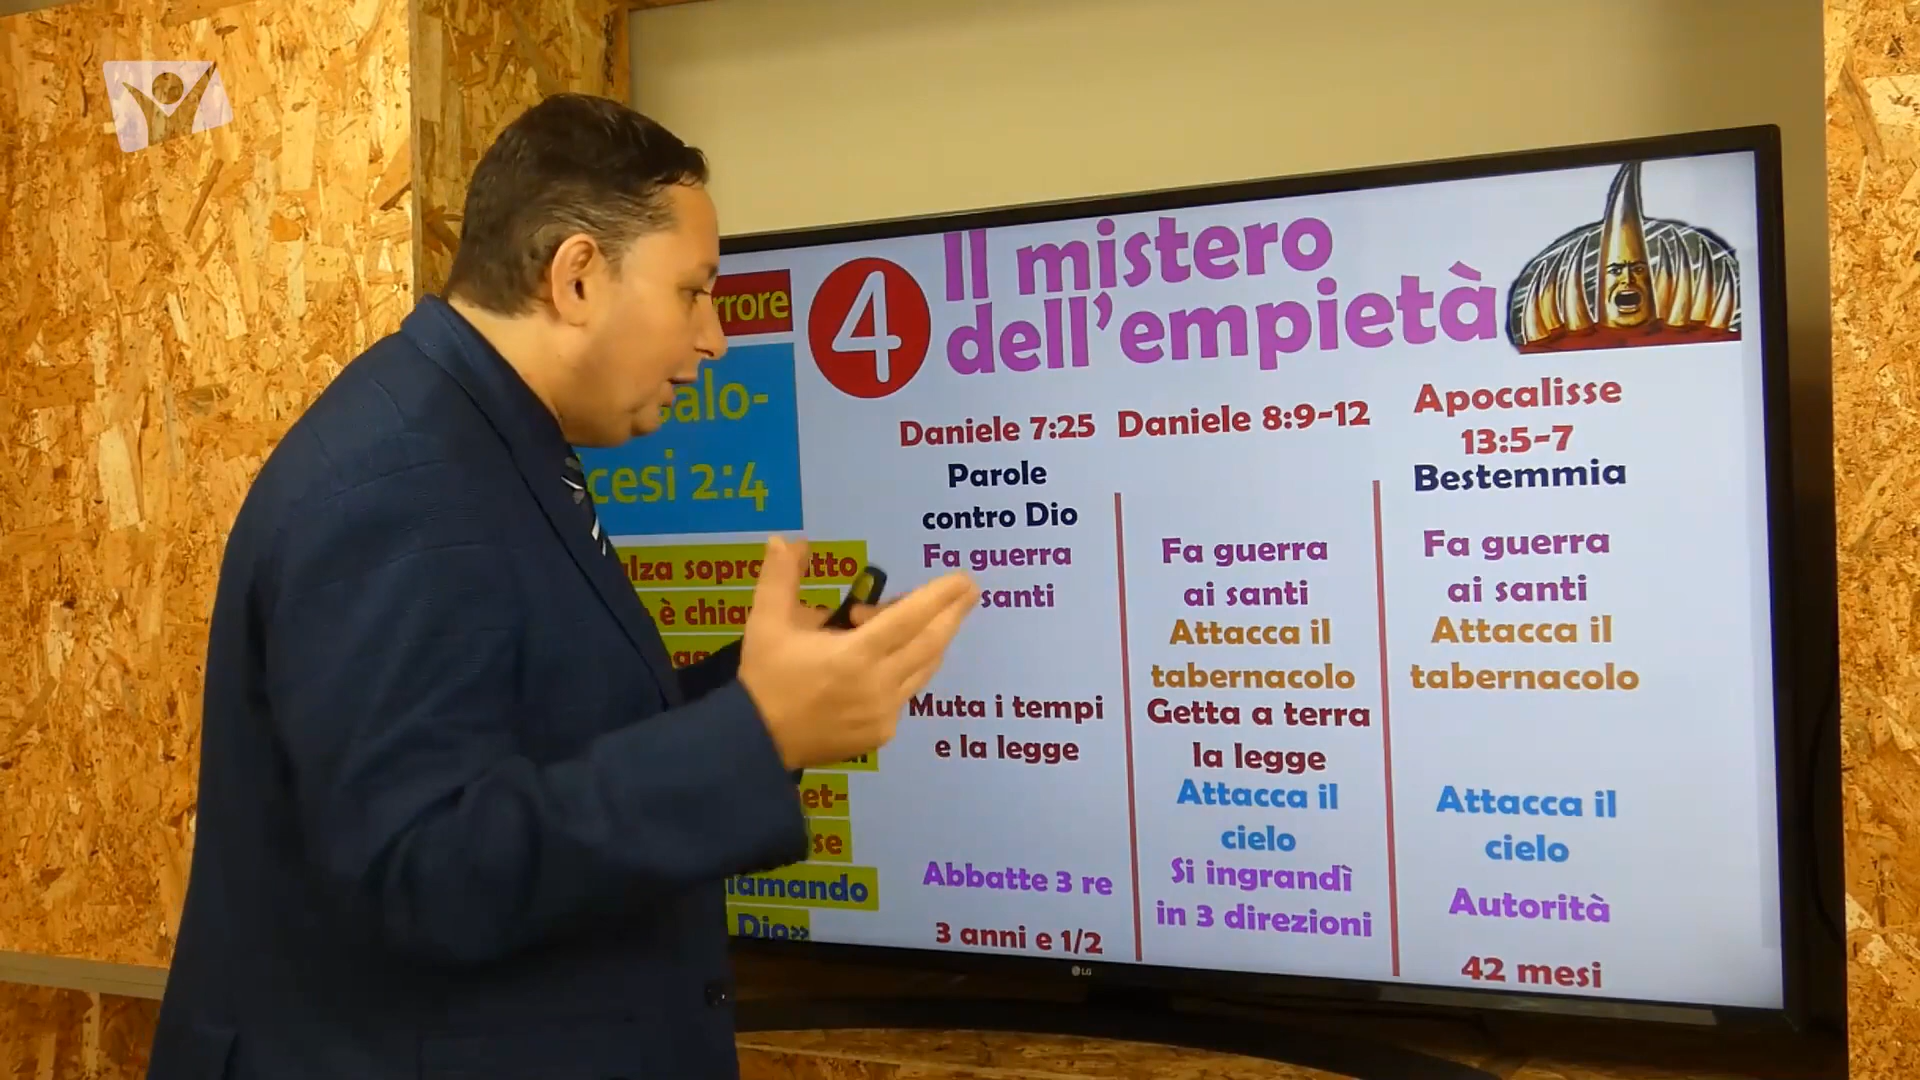 4
Il mistero
dell'empietà
cesi 2:4
è
Dio»
Daniele 7:25
Parole
contro Dio
Fa guerra
santi
Muta i tempi
e la legge
Abbatte 3 re
3 anni e 1/2
Daniele 8:9-12
Fa guerra
ai santi
Attacca il
tabernacolo
Getta a terra
la legge
Attacca il
cielo
Si ingrandì
in 3 direzioni
Apocalisse
13:5-7
Bestemmia
Fa guerra
ai santi
Attacca il
tabernacolo
Attacca il
cielo
Autorità
42 mesi
LG